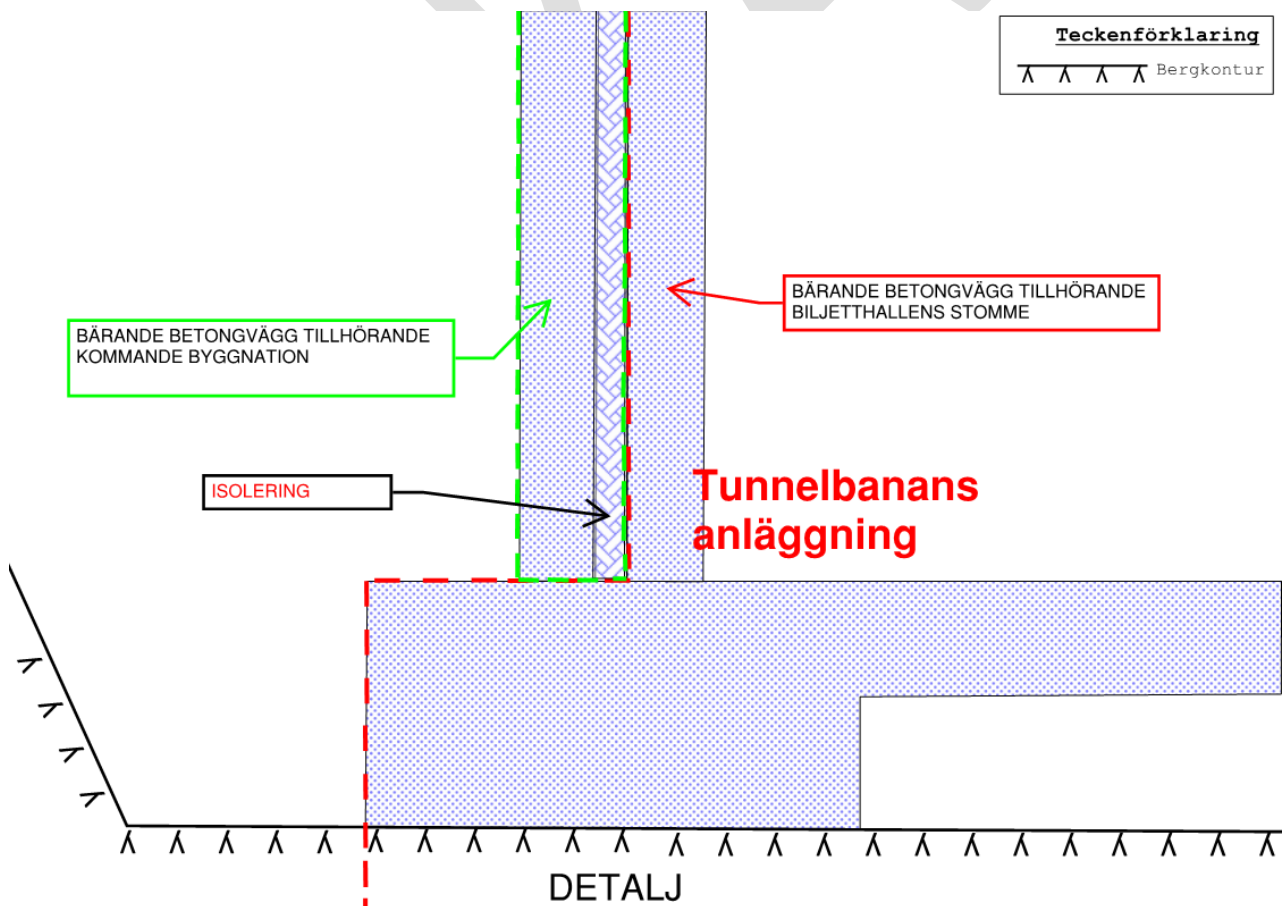 Teckenförklaring
Bergkontur
BÄRANDE BETONGVÄGG TILLHÖRANDE
BILJETTHALLENS STOMME
BÄRANDE BETONGVÄGG TILLHÖRANDE
KOMMANDE BYGGNATION
ISOLERING
Tunnelbanans
anläggning
DETALJ